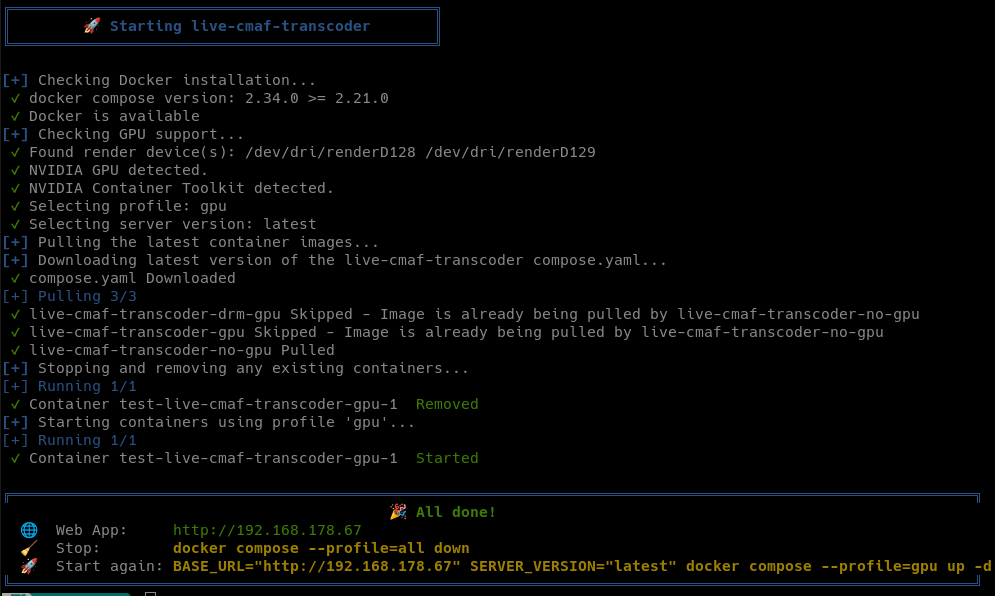 🚀 Starting live-cmaf-transcoder
[+] Checking Docker installation...
✓ docker compose version: 2.34.0 >= 2.21.0
✓ Docker is available
[+] Checking GPU support...
✓ Found render device(s): /dev/dri/renderD128 /dev/dri/renderD129
✓ NVIDIA GPU detected.
✓ NVIDIA Container Toolkit detected.
✓ Selecting profile: gpu
✓ Selecting server version: latest
[+] Pulling the latest container images...
[+] Downloading latest version of the live-cmaf-transcoder compose.yaml...
✓ compose.yaml Downloaded
[+] Pulling 3/3
✓ live-cmaf-transcoder-drm-gpu Skipped - Image is already being pulled by live-cmaf-transcoder-no-gpu
✓ live-cmaf-transcoder-gpu Skipped - Image is already being pulled by live-cmaf-transcoder-no-gpu
✓ live-cmaf-transcoder-no-gpu Pulled
[+] Stopping and removing any existing containers...
[+] Running 1/1
✓ Container test-live-cmaf-transcoder-gpu-1  Removed
[+] Starting containers using profile 'gpu'...
[+] Running 1/1
✓ Container test-live-cmaf-transcoder-gpu-1  Started
🎉 All done!
🌐 Web App: http://192.168.178.67
🧹 Stop: docker compose --profile=all down
🚀 Start again: BASE_URL="http://192.168.178.67" SERVER_VERSION="latest" docker compose --profile=gpu up -d